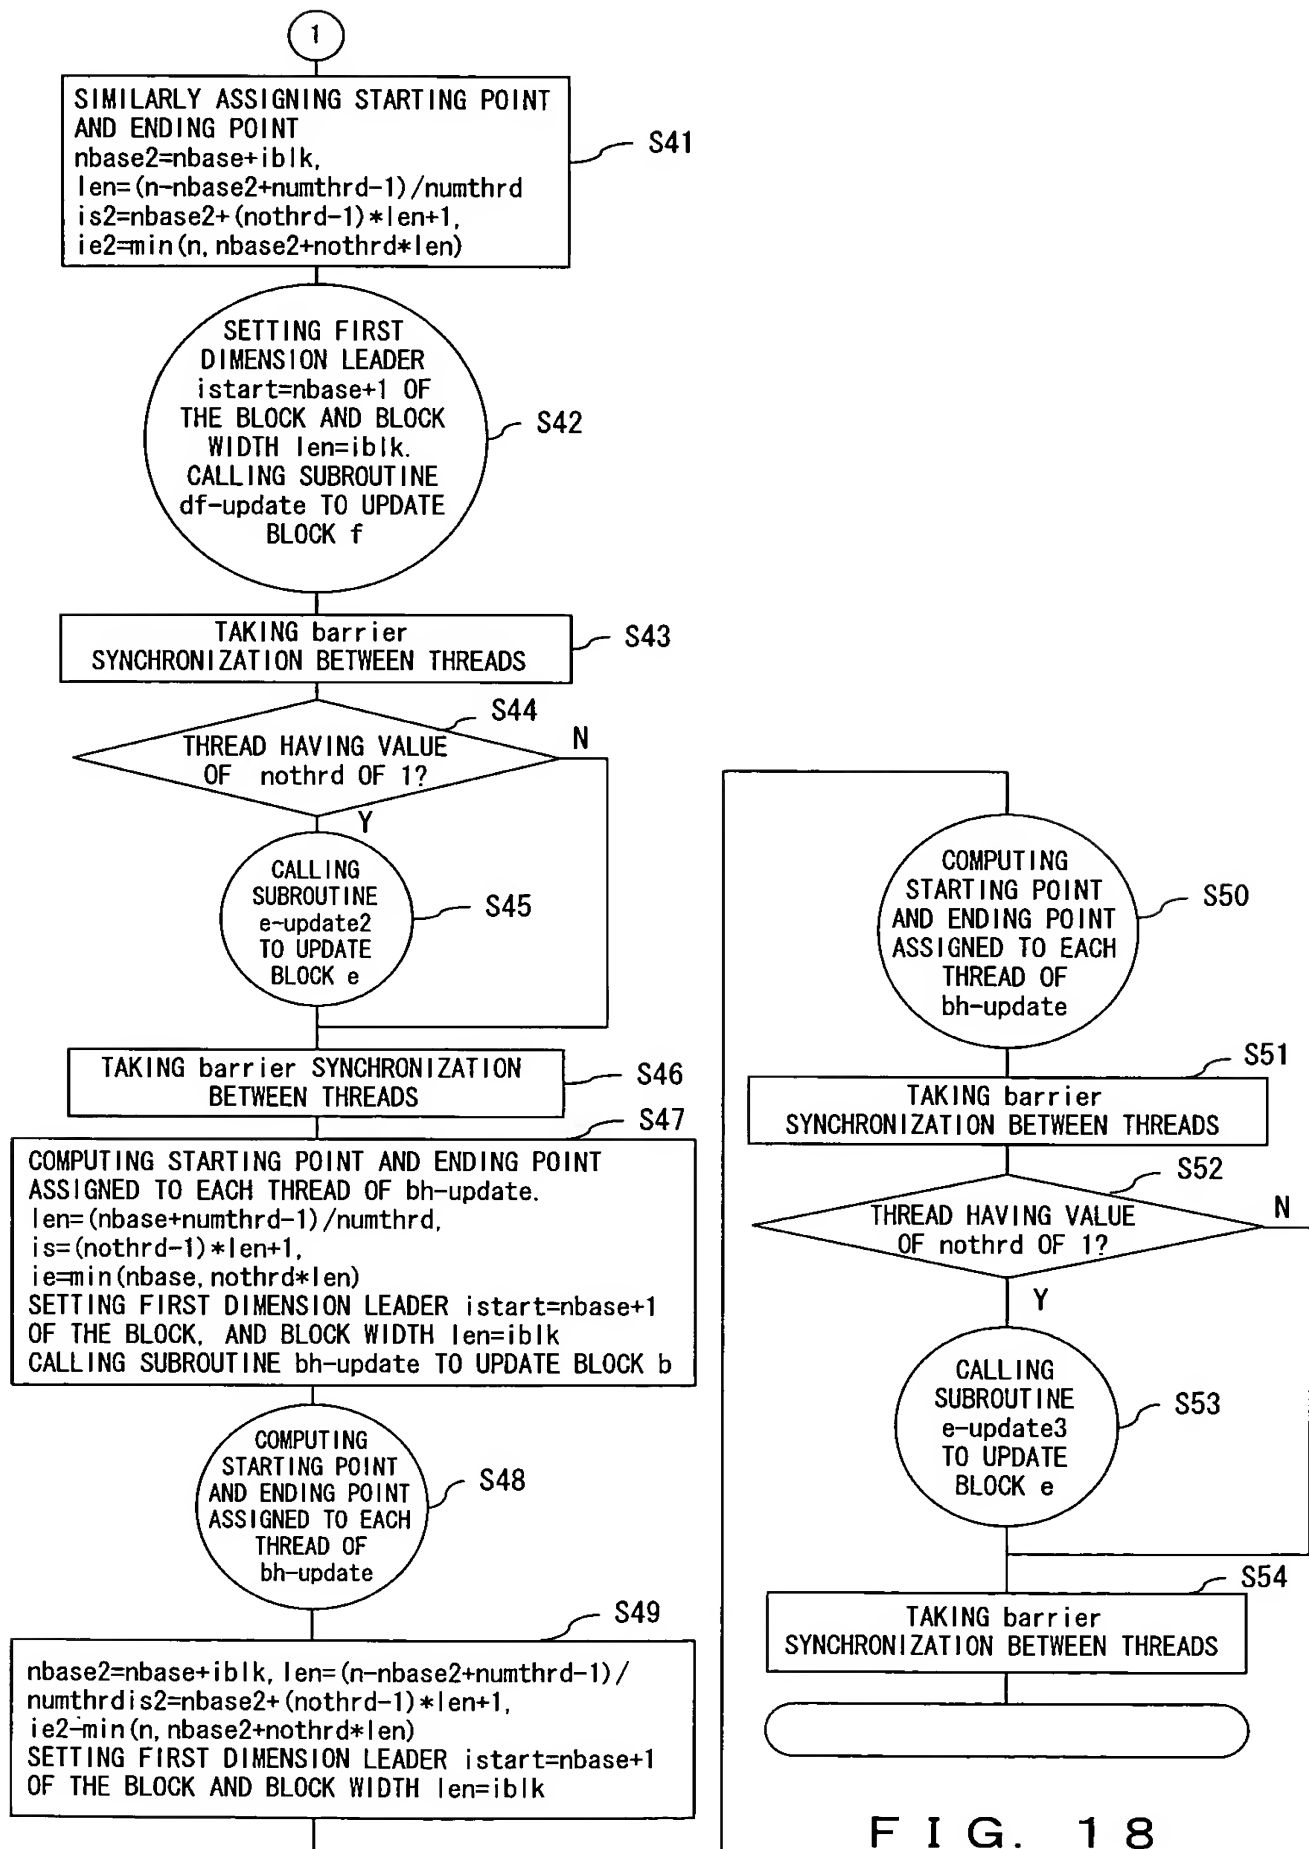 1
SIMILARLY ASSIGNING STARTING POINT
AND ENDING POINT
nbase2=nbase+iblk,
len=(n-nbase2+numthrd-1)/numthrd
is2=nbase2+(nothrd-1)*len+1,
ie2=min(n,nbase2+nothrd*len)
S41
SETTING FIRST
DIMENSION LEADER
istart=nbase+1 OF
THE BLOCK AND BLOCK
WIDTH len=iblk.
CALLING SUBROUTINE
df-update TO UPDATE
BLOCK f
S42
TAKING barrier
SYNCHRONIZATION BETWEEN THREADS
S43
S44
THREAD HAVING VALUE
OF nothrd OF 1?
N
Y
CALLING
SUBROUTINE
e-update2
TO UPDATE
BLOCK e
S45
TAKING barrier SYNCHRONIZATION
BETWEEN THREADS
S46
S47
COMPUTING STARTING POINT AND ENDING POINT
ASSIGNED TO EACH THREAD OF bh-update.
len=(nbase+numthrd-1)/numthrd,
is=(nothrd-1)*len+1,
ie=min(nbase,nothrd*len)
SETTING FIRST DIMENSION LEADER istart=nbase+1
OF THE BLOCK, AND BLOCK WIDTH len=iblk
CALLING SUBROUTINE bh-update TO UPDATE BLOCK b
COMPUTING
STARTING POINT
AND ENDING POINT
ASSIGNED TO EACH
THREAD OF
bh-update
S48
S49
nbase2=nbase+iblk, len=(n-nbase2+numthrd-1)/
numthrdis2=nbase2+(nothrd-1)*len+1,
ie2-min(n,nbase2+nothrd*len)
SETTING FIRST DIMENSION LEADER istart=nbase+1
OF THE BLOCK AND BLOCK WIDTH len=iblk
COMPUTING
STARTING POINT
AND ENDING POINT
ASSIGNED TO EACH
THREAD OF
bh-update
S50
S51
TAKING barrier
SYNCHRONIZATION BETWEEN THREADS
S52
THREAD HAVING VALUE
OF nothrd OF 1?
N
Y
CALLING
SUBROUTINE
e-update3
TO UPDATE
BLOCK e
S53
S54
TAKING barrier
SYNCHRONIZATION BETWEEN THREADS
FIG. 18